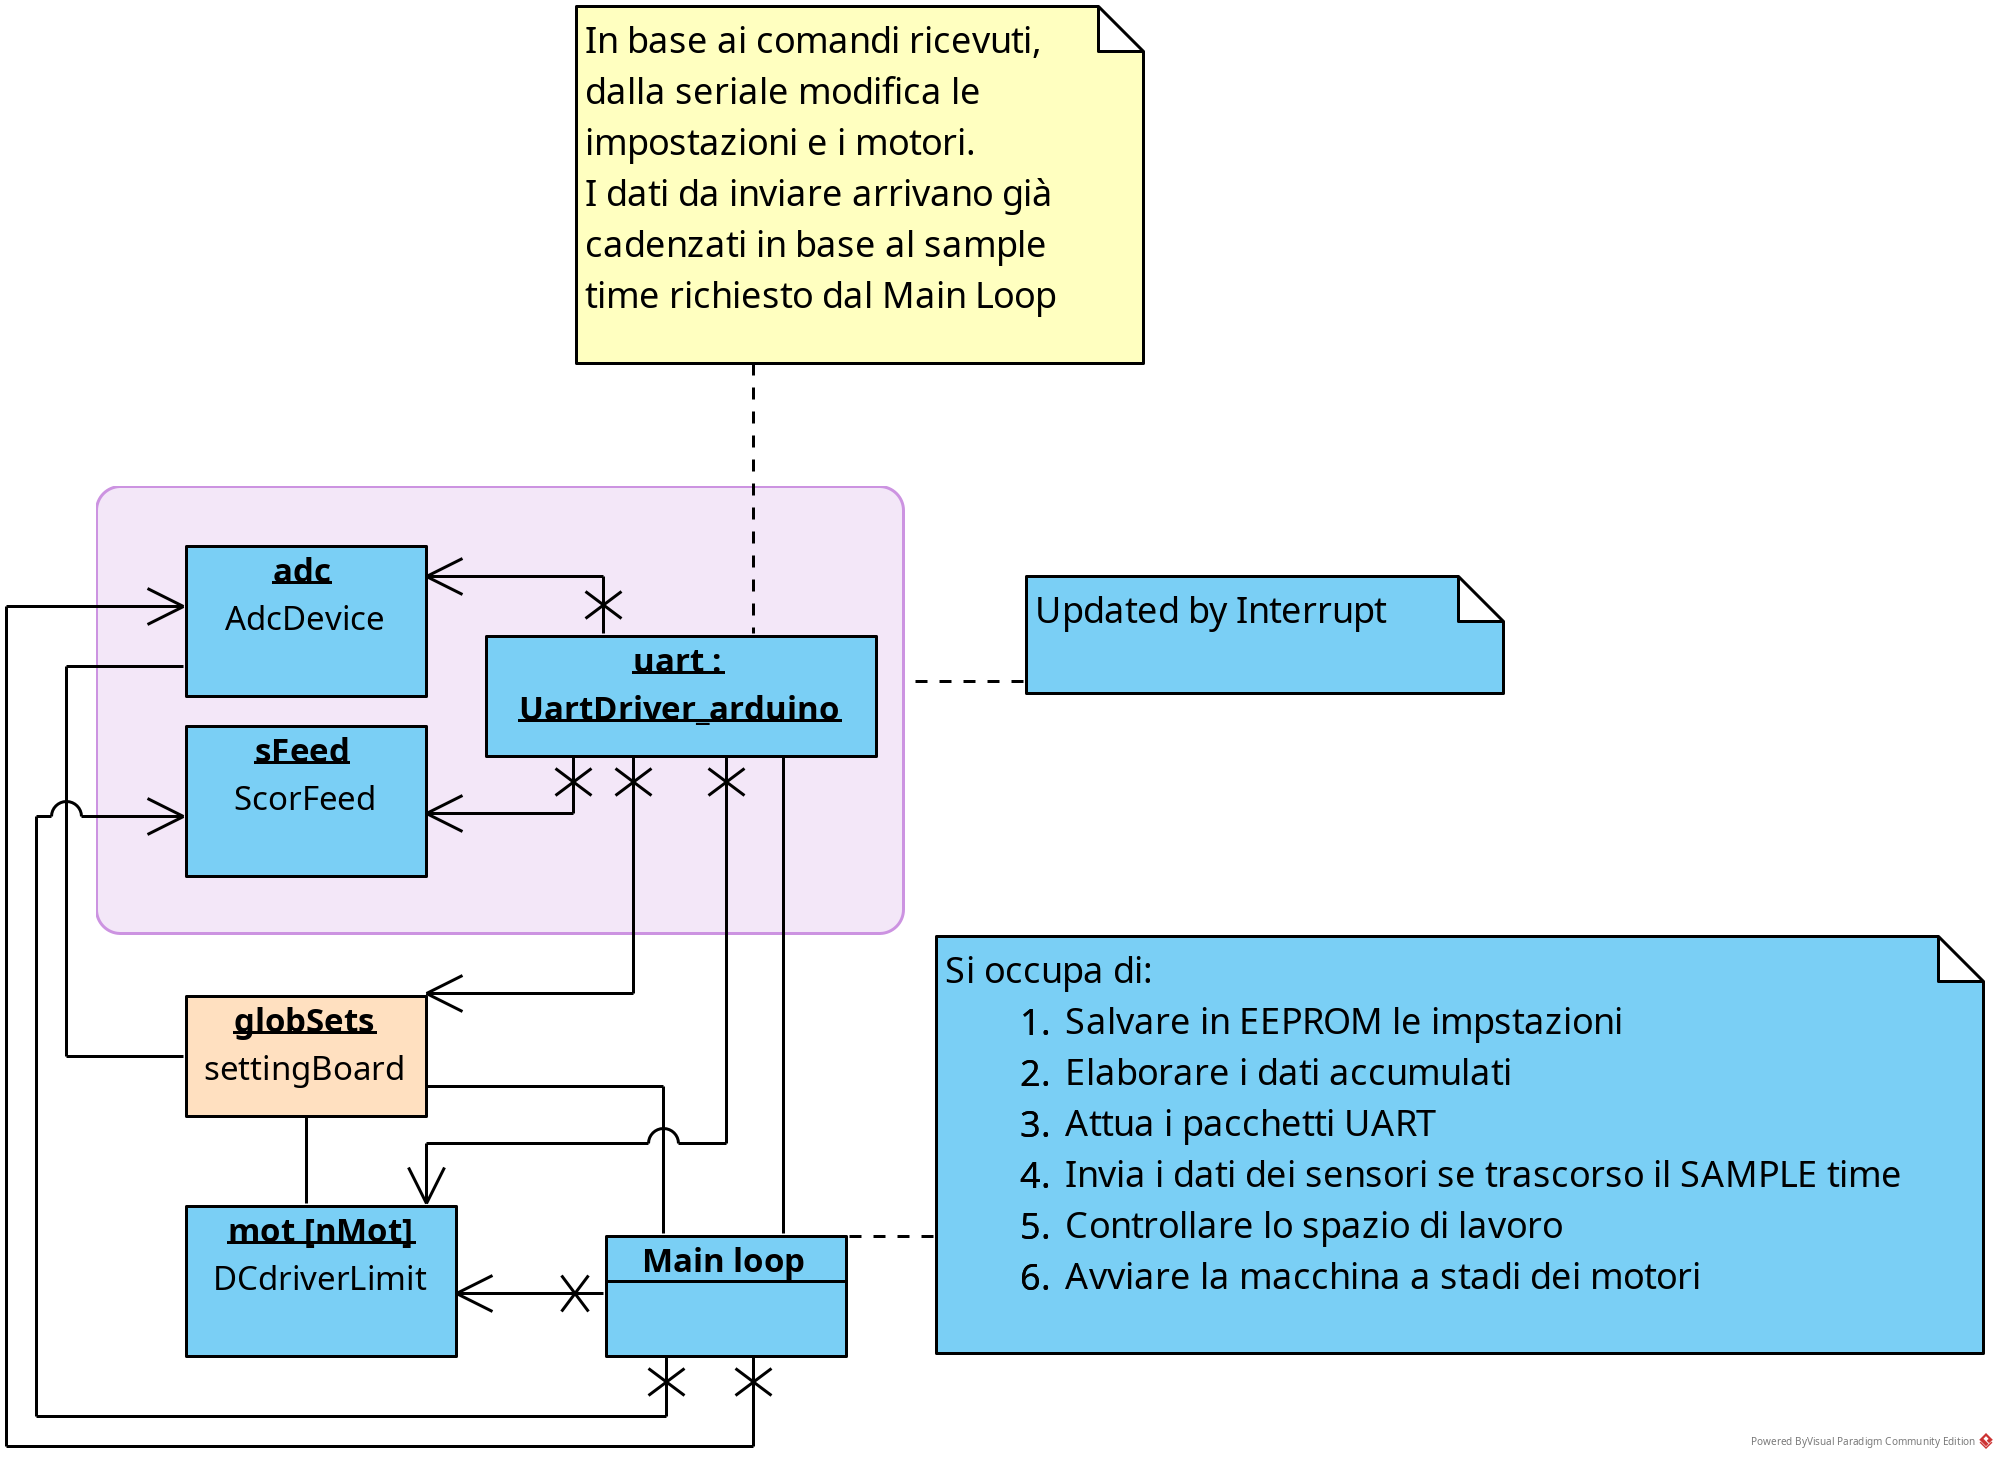 In base ai comandi ricevuti,
dalla seriale modifica le
impostazioni e i motori.
I dati da inviare arrivano già
cadenzati in base al sample
time richiesto dal Main Loop
adc
AdcDevice
uart :
UartDriver_arduino
Updated by Interrupt
sFeed
ScorFeed
globSets
settingBoard
Si occupa di:
1. Salvare in EEPROM le impstazioni
2. Elaborare i dati accumulati
3. Attua i pacchetti UART
4. Invia i dati dei sensori se trascorso il SAMPLE time
5. Controllare lo spazio di lavoro
6. Avviare la macchina a stadi dei motori
mot [nMot]
DCdriverLimit
Main loop
Powered ByVisual Paradigm Community Edition